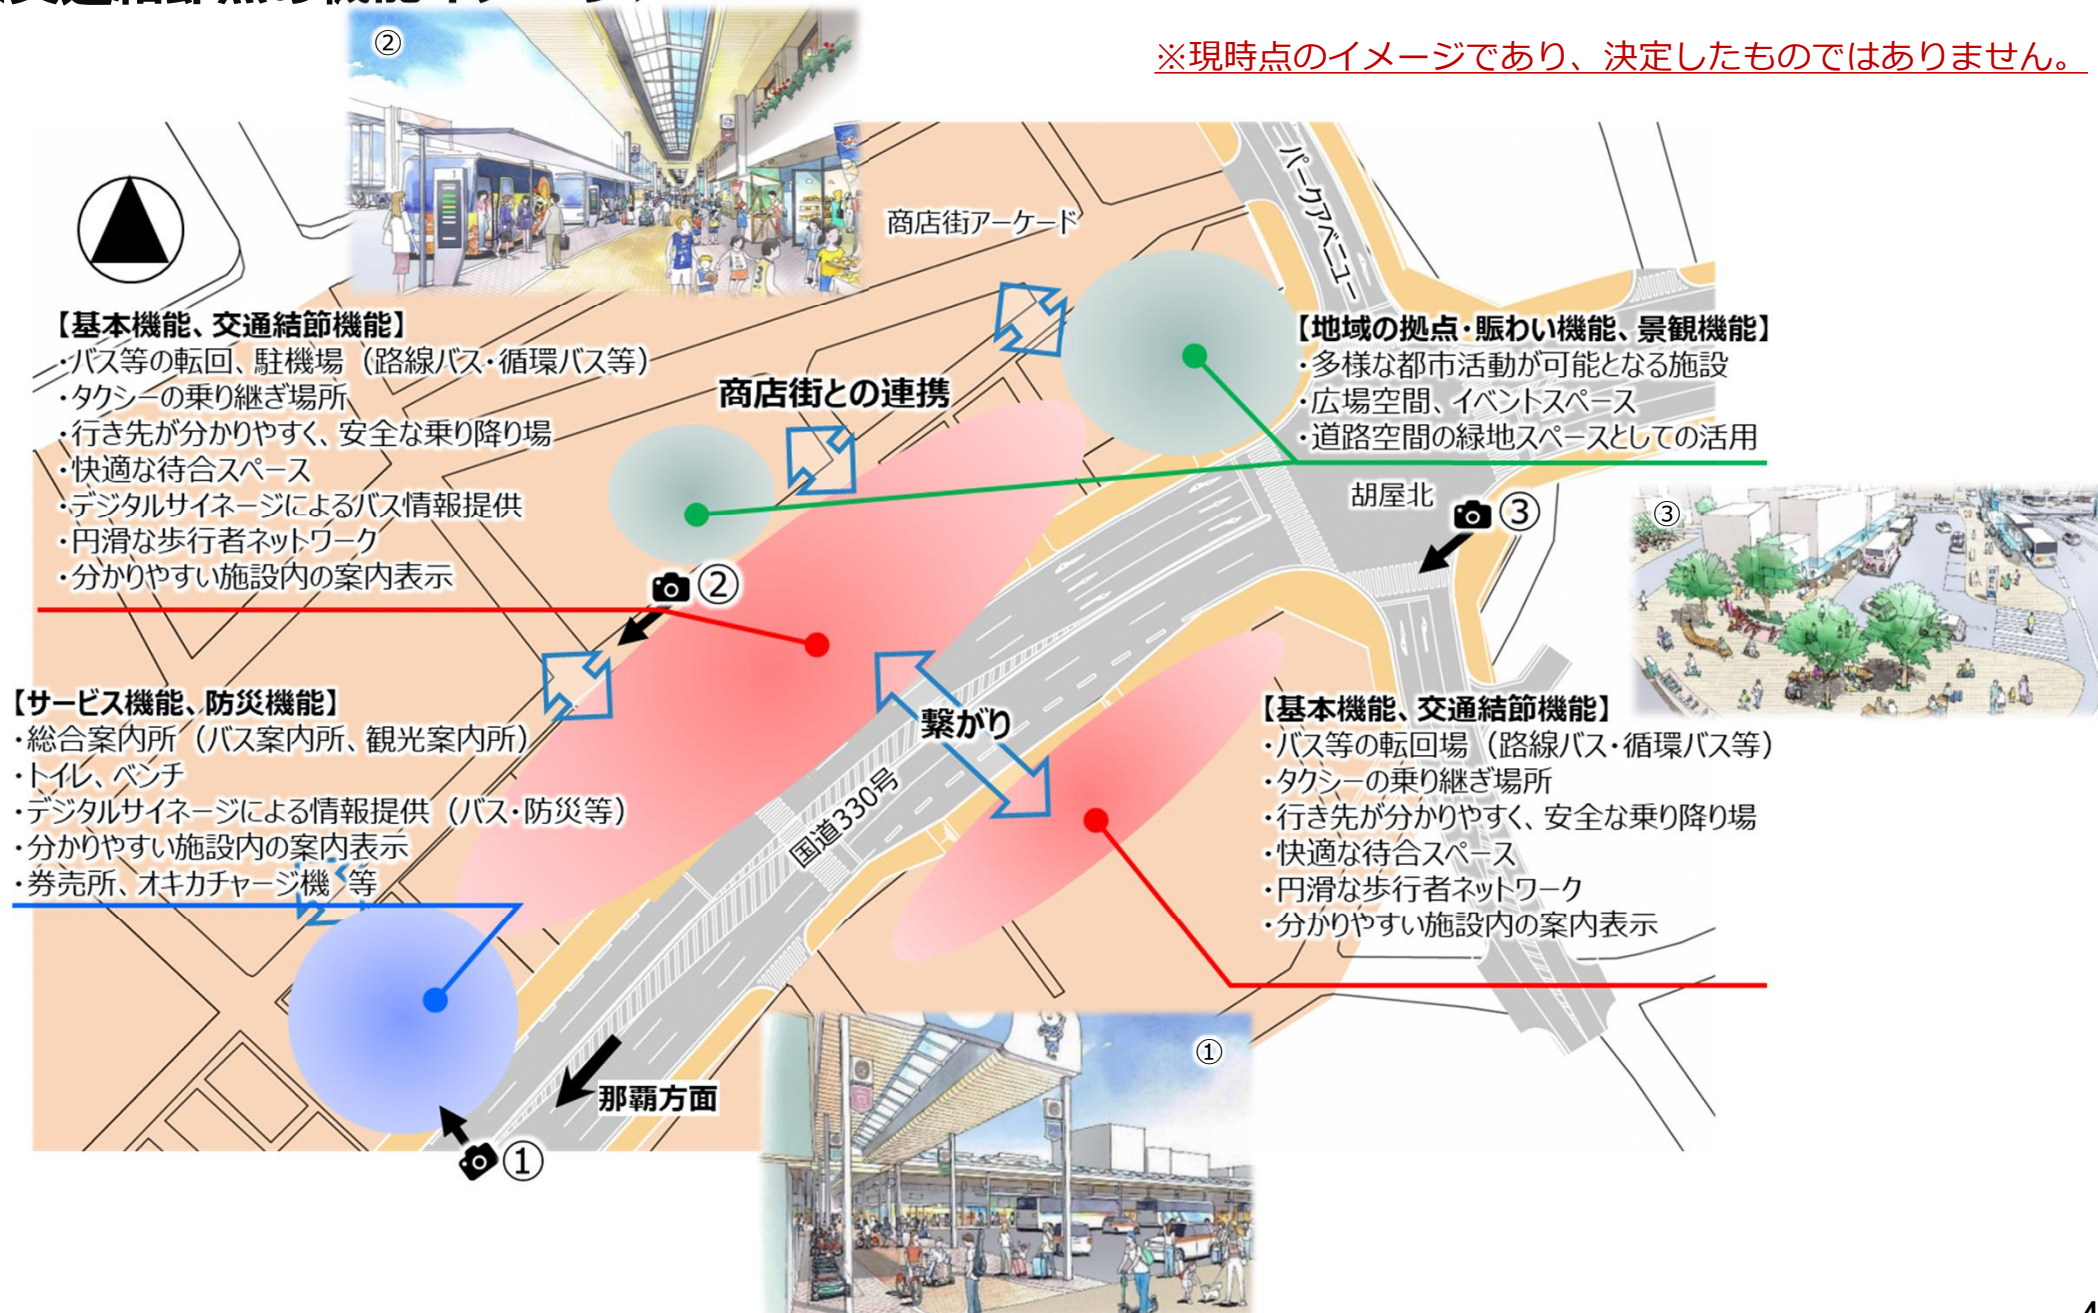 ②
※現時点のイメージであり、決定したものではありません。
パークアベーニュー
商店街アーケード
【基本機能、交通結節機能】
・バス等の転回、駐機場（路線バス・循環バス等）
・タクシーの乗り継ぎ場所
・行き先が分かりやすく、安全な乗り降り場
・快適な待合スペース
・デジタルサイネージによるバス情報提供
・円滑な歩行者ネットワーク
・分かりやすい施設内の案内表示
商店街との連携
【地域の拠点・賑わい機能、景観機能】
・多様な都市活動が可能となる施設
・広場空間、イベントスペース
・道路空間の緑地スペースとしての活用
胡屋北
③
③
②
【サービス機能、防災機能】
・総合案内所（バス案内所、観光案内所）
・トイレ、ベンチ
・デジタルサイネージによる情報提供（バス・防災等）
・分かりやすい施設内の案内表示
・券売所、オキカチャージ機 等
繋がり
国道330号
【基本機能、交通結節機能】
・バス等の転回場（路線バス・循環バス等）
・タクシーの乗り継ぎ場所
・行き先が分かりやすく、安全な乗り降り場
・快適な待合スペース
・円滑な歩行者ネットワーク
・分かりやすい施設内の案内表示
①
那覇方面
①